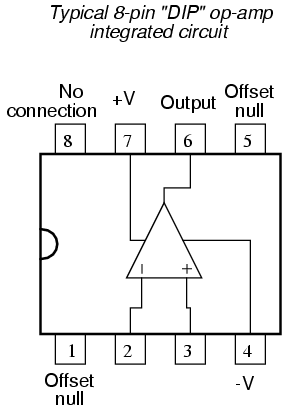 Typical 8-pin "DIP" op-amp
integrated circuit
No
connection
+V
Output
Offset
null
8
7
6
5
1
2
3
4
Offset
null
-V